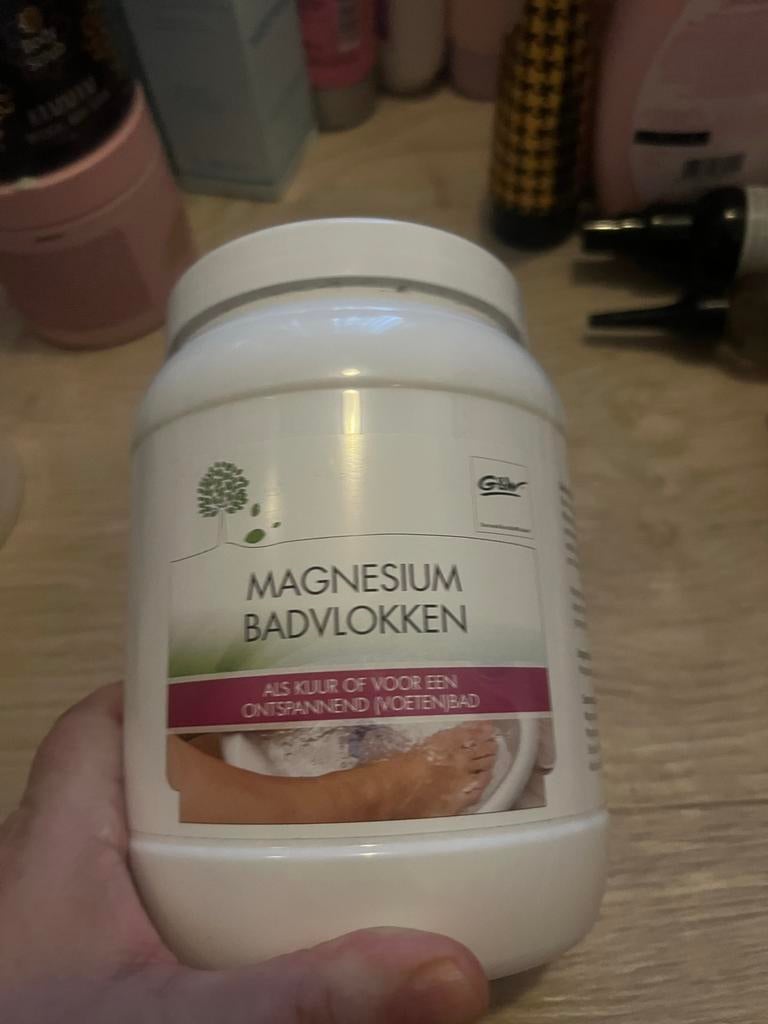 G&W
MAGNESIUM
BADVLOKKEN
ALS KUUR OF VOOR EEN
ONTSPANNEND (VOETEN)BAD